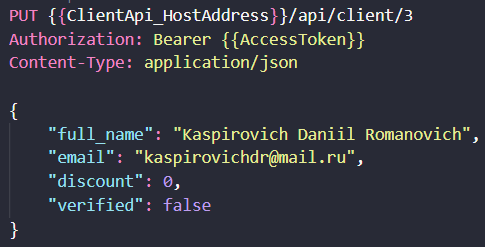 PUT {{ClientApi_HostAddress}}/api/client/3
Authorization: Bearer {{AccessToken}}
Content-Type: application/json
{
"full_name": "Kaspirovich Daniil Romanovich",
"email": "kaspirovichdr@mail.ru",
"discount": 0,
"verified": false
}